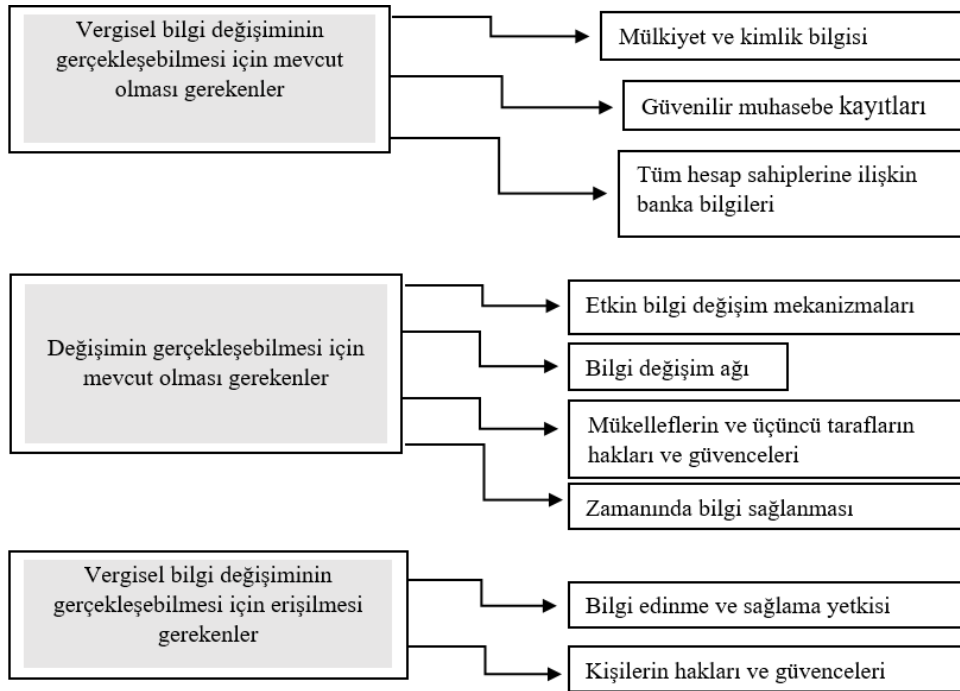 Vergisel bilgi değişiminin
gerçekleşebilmesi için mevcut
olması gerekenler
Mülkiyet ve kimlik bilgisi
Güvenilir muhasebe kayıtları
Tüm hesap sahiplerine ilişkin
banka bilgileri
Değişimin gerçekleşebilmesi için
mevcut olması gerekenler
Etkin bilgi değişim mekanizmaları
Bilgi değişim ağı
Mükelleflerin ve üçüncü tarafların
hakları ve güvenceleri
Zamanında bilgi sağlanması
Vergisel bilgi değişiminin
gerçekleşebilmesi için erişilmesi
gerekenler
Bilgi edinme ve sağlama yetkisi
Kişilerin hakları ve güvenceleri